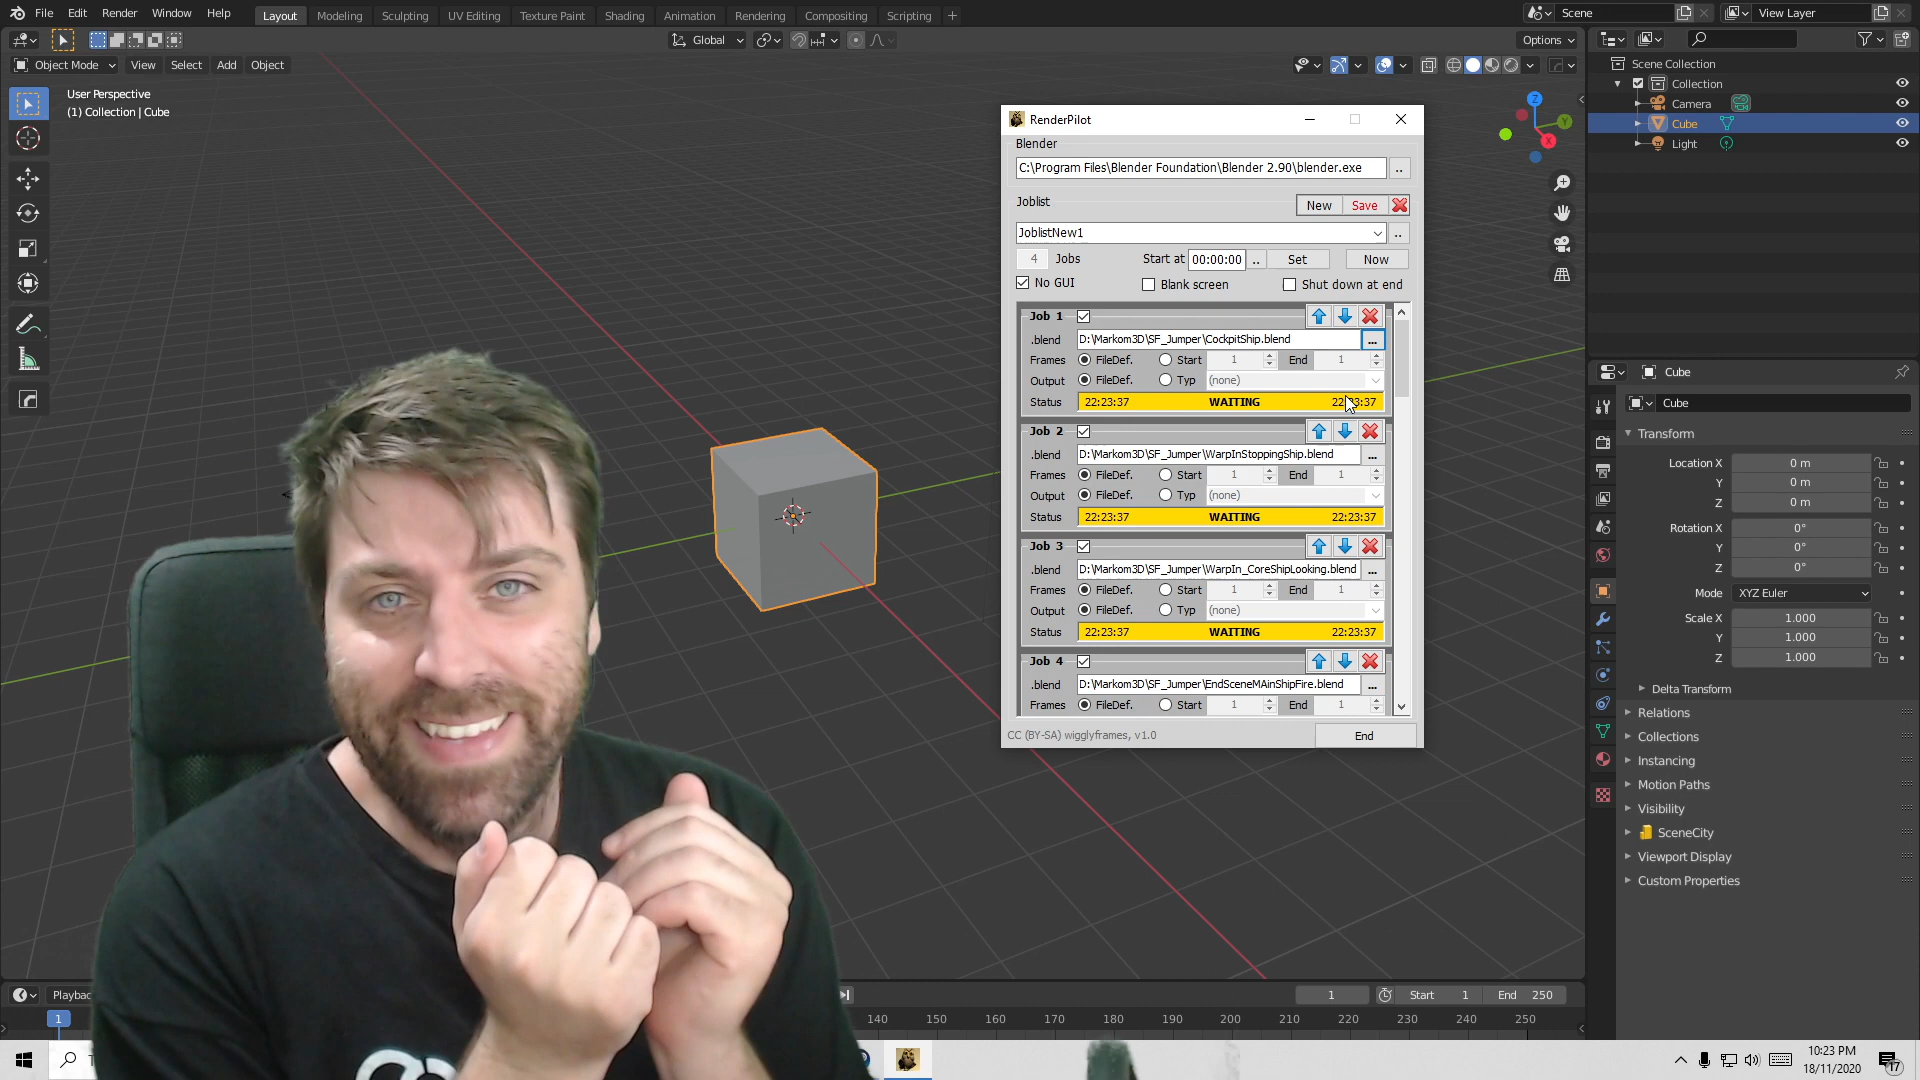 File Edit Render Window Help
Layout Modeling Sculpting UV Editing Texture Paint Shading Animation Rendering Compositing Scripting +
Scene
View Layer
Global
Options
Object Mode View Select Add Object
User Perspective
(1) Collection | Cube
Z
Y
X
Scene Collection
Collection
Camera
Cube
Light
RenderPilot
Blender
C:\Program Files\Blender Foundation\Blender 2.90\blender.exe ..
Joblist New Save
JoblistNew1 ..
4 Jobs Start at 00:00:00 .. Set Now
No GUI Blank screen Shut down at end
Job 1
.blend D:\Markom3D\SF_Jumper\CockpitShip.blend ...
Frames FileDef. Start 1 End 1
Output FileDef. Typ (none)
Status 22:23:37 WAITING 22:23:37
Job 2
.blend D:\Markom3D\SF_Jumper\WarpInStoppingShip.blend ...
Frames FileDef. Start 1 End 1
Output FileDef. Typ (none)
Status 22:23:37 WAITING 22:23:37
Job 3
.blend D:\Markom3D\SF_Jumper\WarpIn_CoreShipLooking.blend ...
Frames FileDef. Start 1 End 1
Output FileDef. Typ (none)
Status 22:23:37 WAITING 22:23:37
Job 4
.blend D:\Markom3D\SF_Jumper\EndSceneMAinShipFire.blend ...
Frames FileDef. Start 1 End 1
CC (BY-SA) wigglyframes, v1.0 End
Cube
Cube
Transform
Location X 0 m
Y 0 m
Z 0 m
Rotation X 0°
Y 0°
Z 0°
Mode XYZ Euler
Scale X 1.000
Y 1.000
Z 1.000
Delta Transform
Relations
Collections
Instancing
Motion Paths
Visibility
SceneCity
Viewport Display
Custom Properties
1 Start 1 End 250
1 140 150 160 170 180 190 200 210 220 230 240 250
10:23 PM
18/11/2020
17